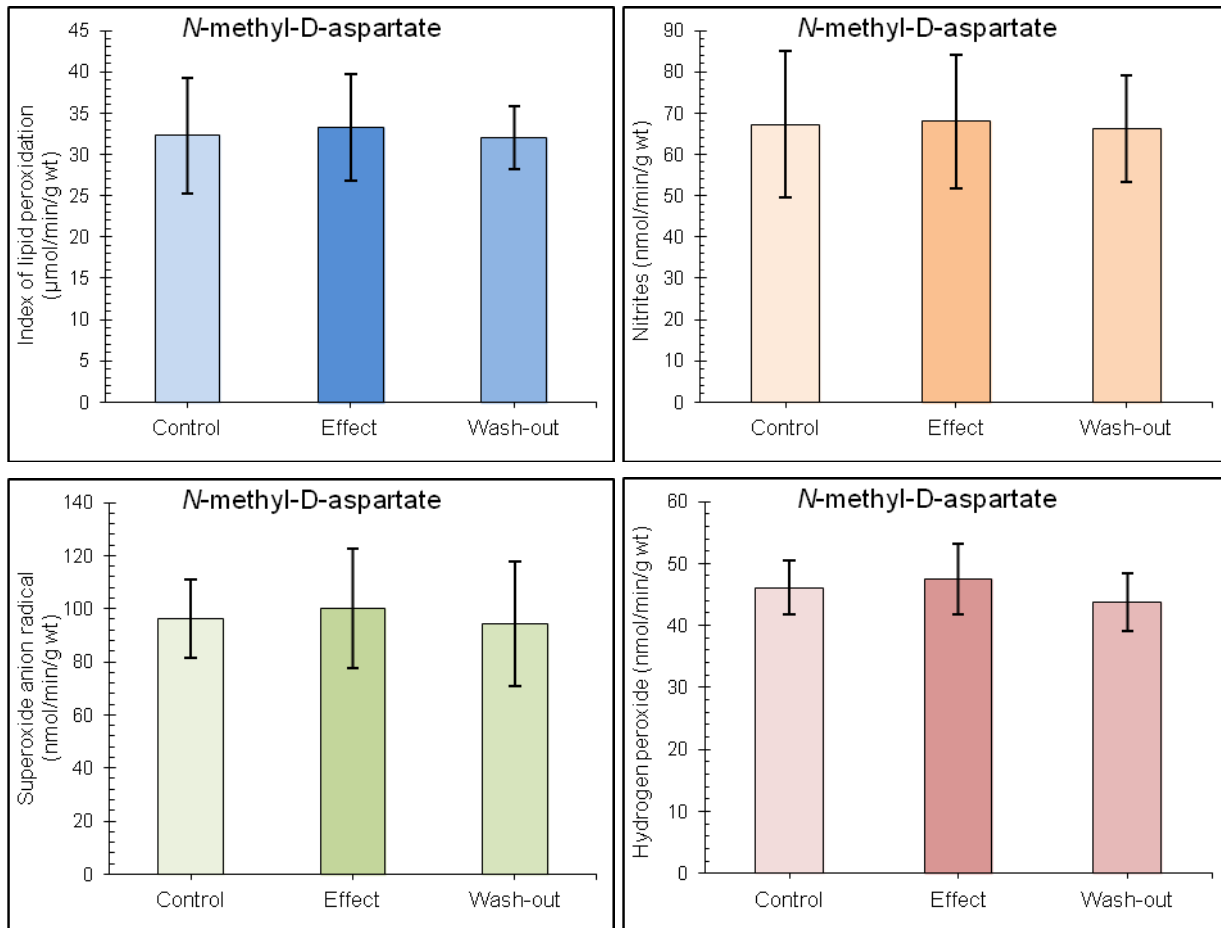 N-methyl-D-aspartate
Index of lipid peroxidation
(μmol/min/g wt)
45
40
35
30
25
20
15
10
5
0
Control Effect Wash-out
N-methyl-D-aspartate
Nitrites (nmol/min/g wt)
90
80
70
60
50
40
30
20
10
0
Control Effect Wash-out
N-methyl-D-aspartate
Superoxide anion radical
(nmol/min/g wt)
140
120
100
80
60
40
20
0
Control Effect Wash-out
N-methyl-D-aspartate
Hydrogen peroxide (nmol/min/g wt)
60
50
40
30
20
10
0
Control Effect Wash-out